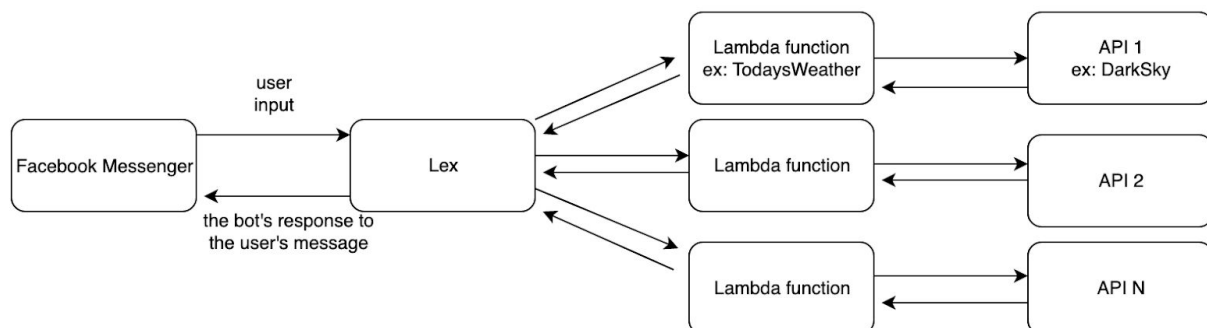 Lambda function
ex: TodaysWeather
API 1
ex: DarkSky
user
input
Facebook Messenger
Lex
Lambda function
API 2
the bot's response to
the user's message
Lambda function
API N